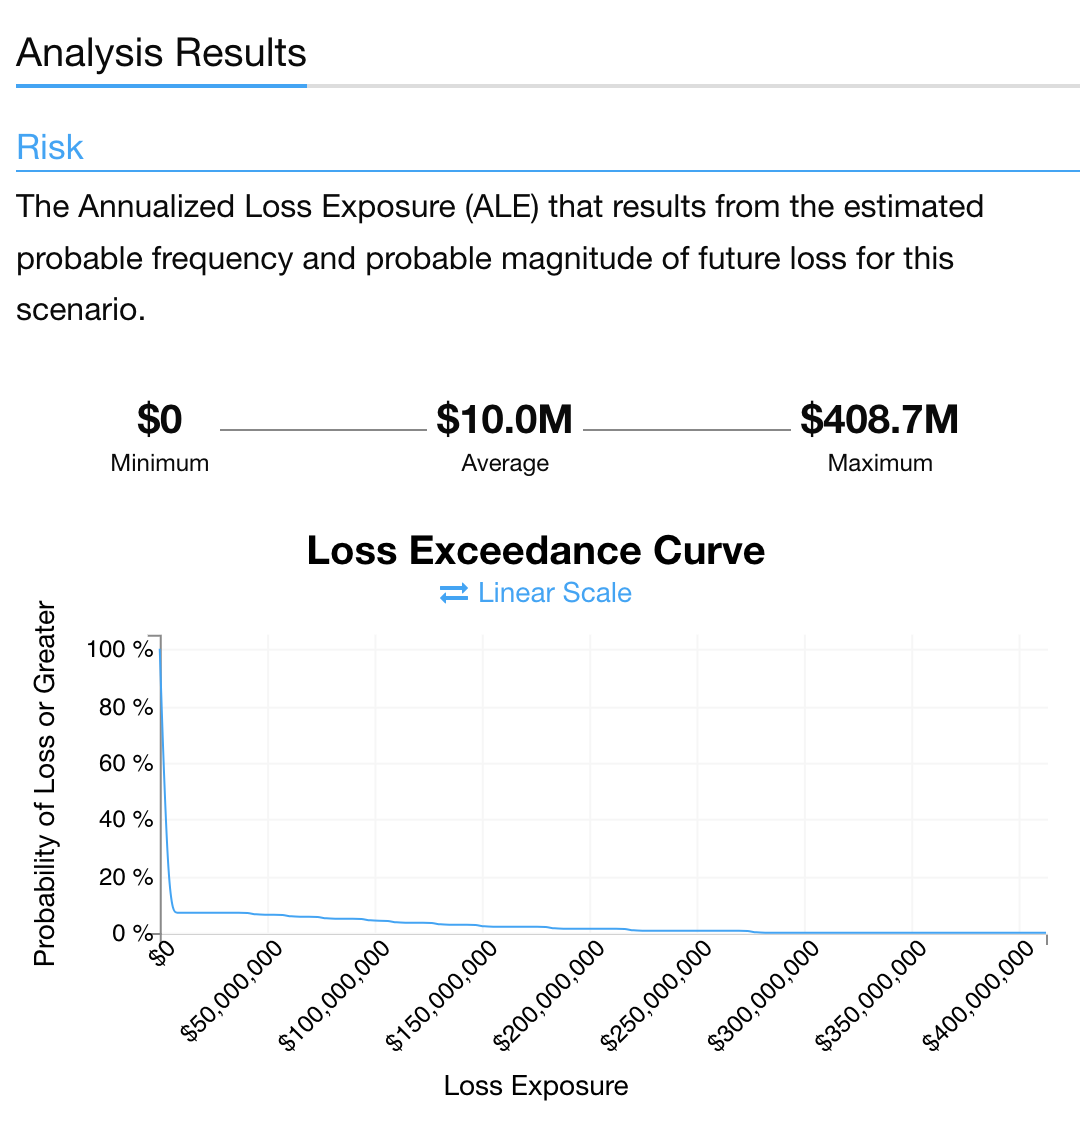 Analysis Results
Risk
The Annualized Loss Exposure (ALE) that results from the estimated
probable frequency and probable magnitude of future loss for this
scenario.
$0 $10.0M $408.7M
Minimum Average Maximum
Loss Exceedance Curve
Linear Scale
Probability of Loss or Greater
100 %
80 %
60 %
40 %
20 %
0 %
$0
$50,000,000
$100,000,000
$150,000,000
$200,000,000
$250,000,000
$300,000,000
$350,000,000
$400,000,000
Loss Exposure